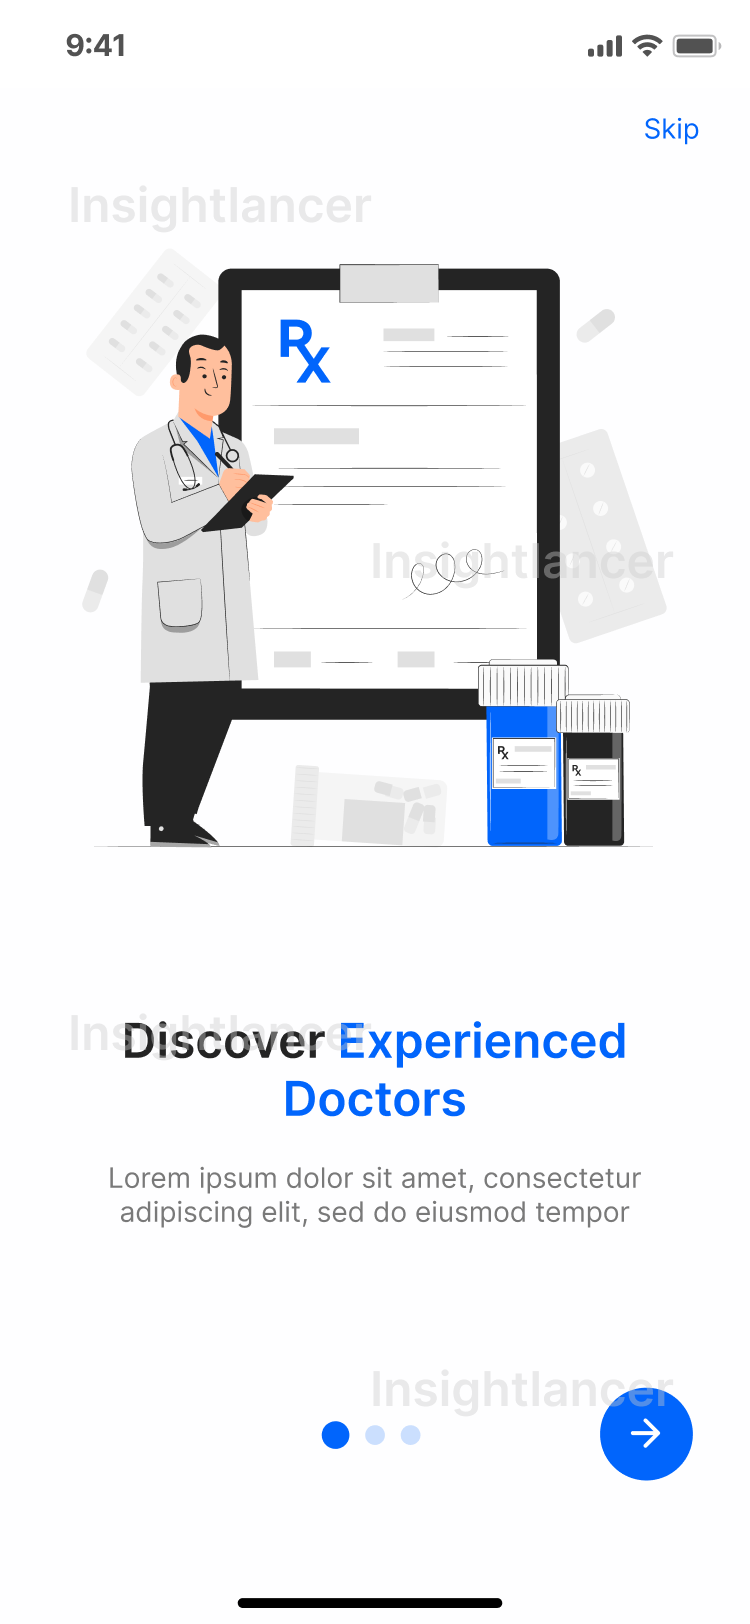 9:41
Skip
Insightlancer
Rx
Insightlancer
Rx
Rx
Insightlancer
Discover Experienced
Doctors
Lorem ipsum dolor sit amet, consectetur
adipiscing elit, sed do eiusmod tempor
Insightlancer